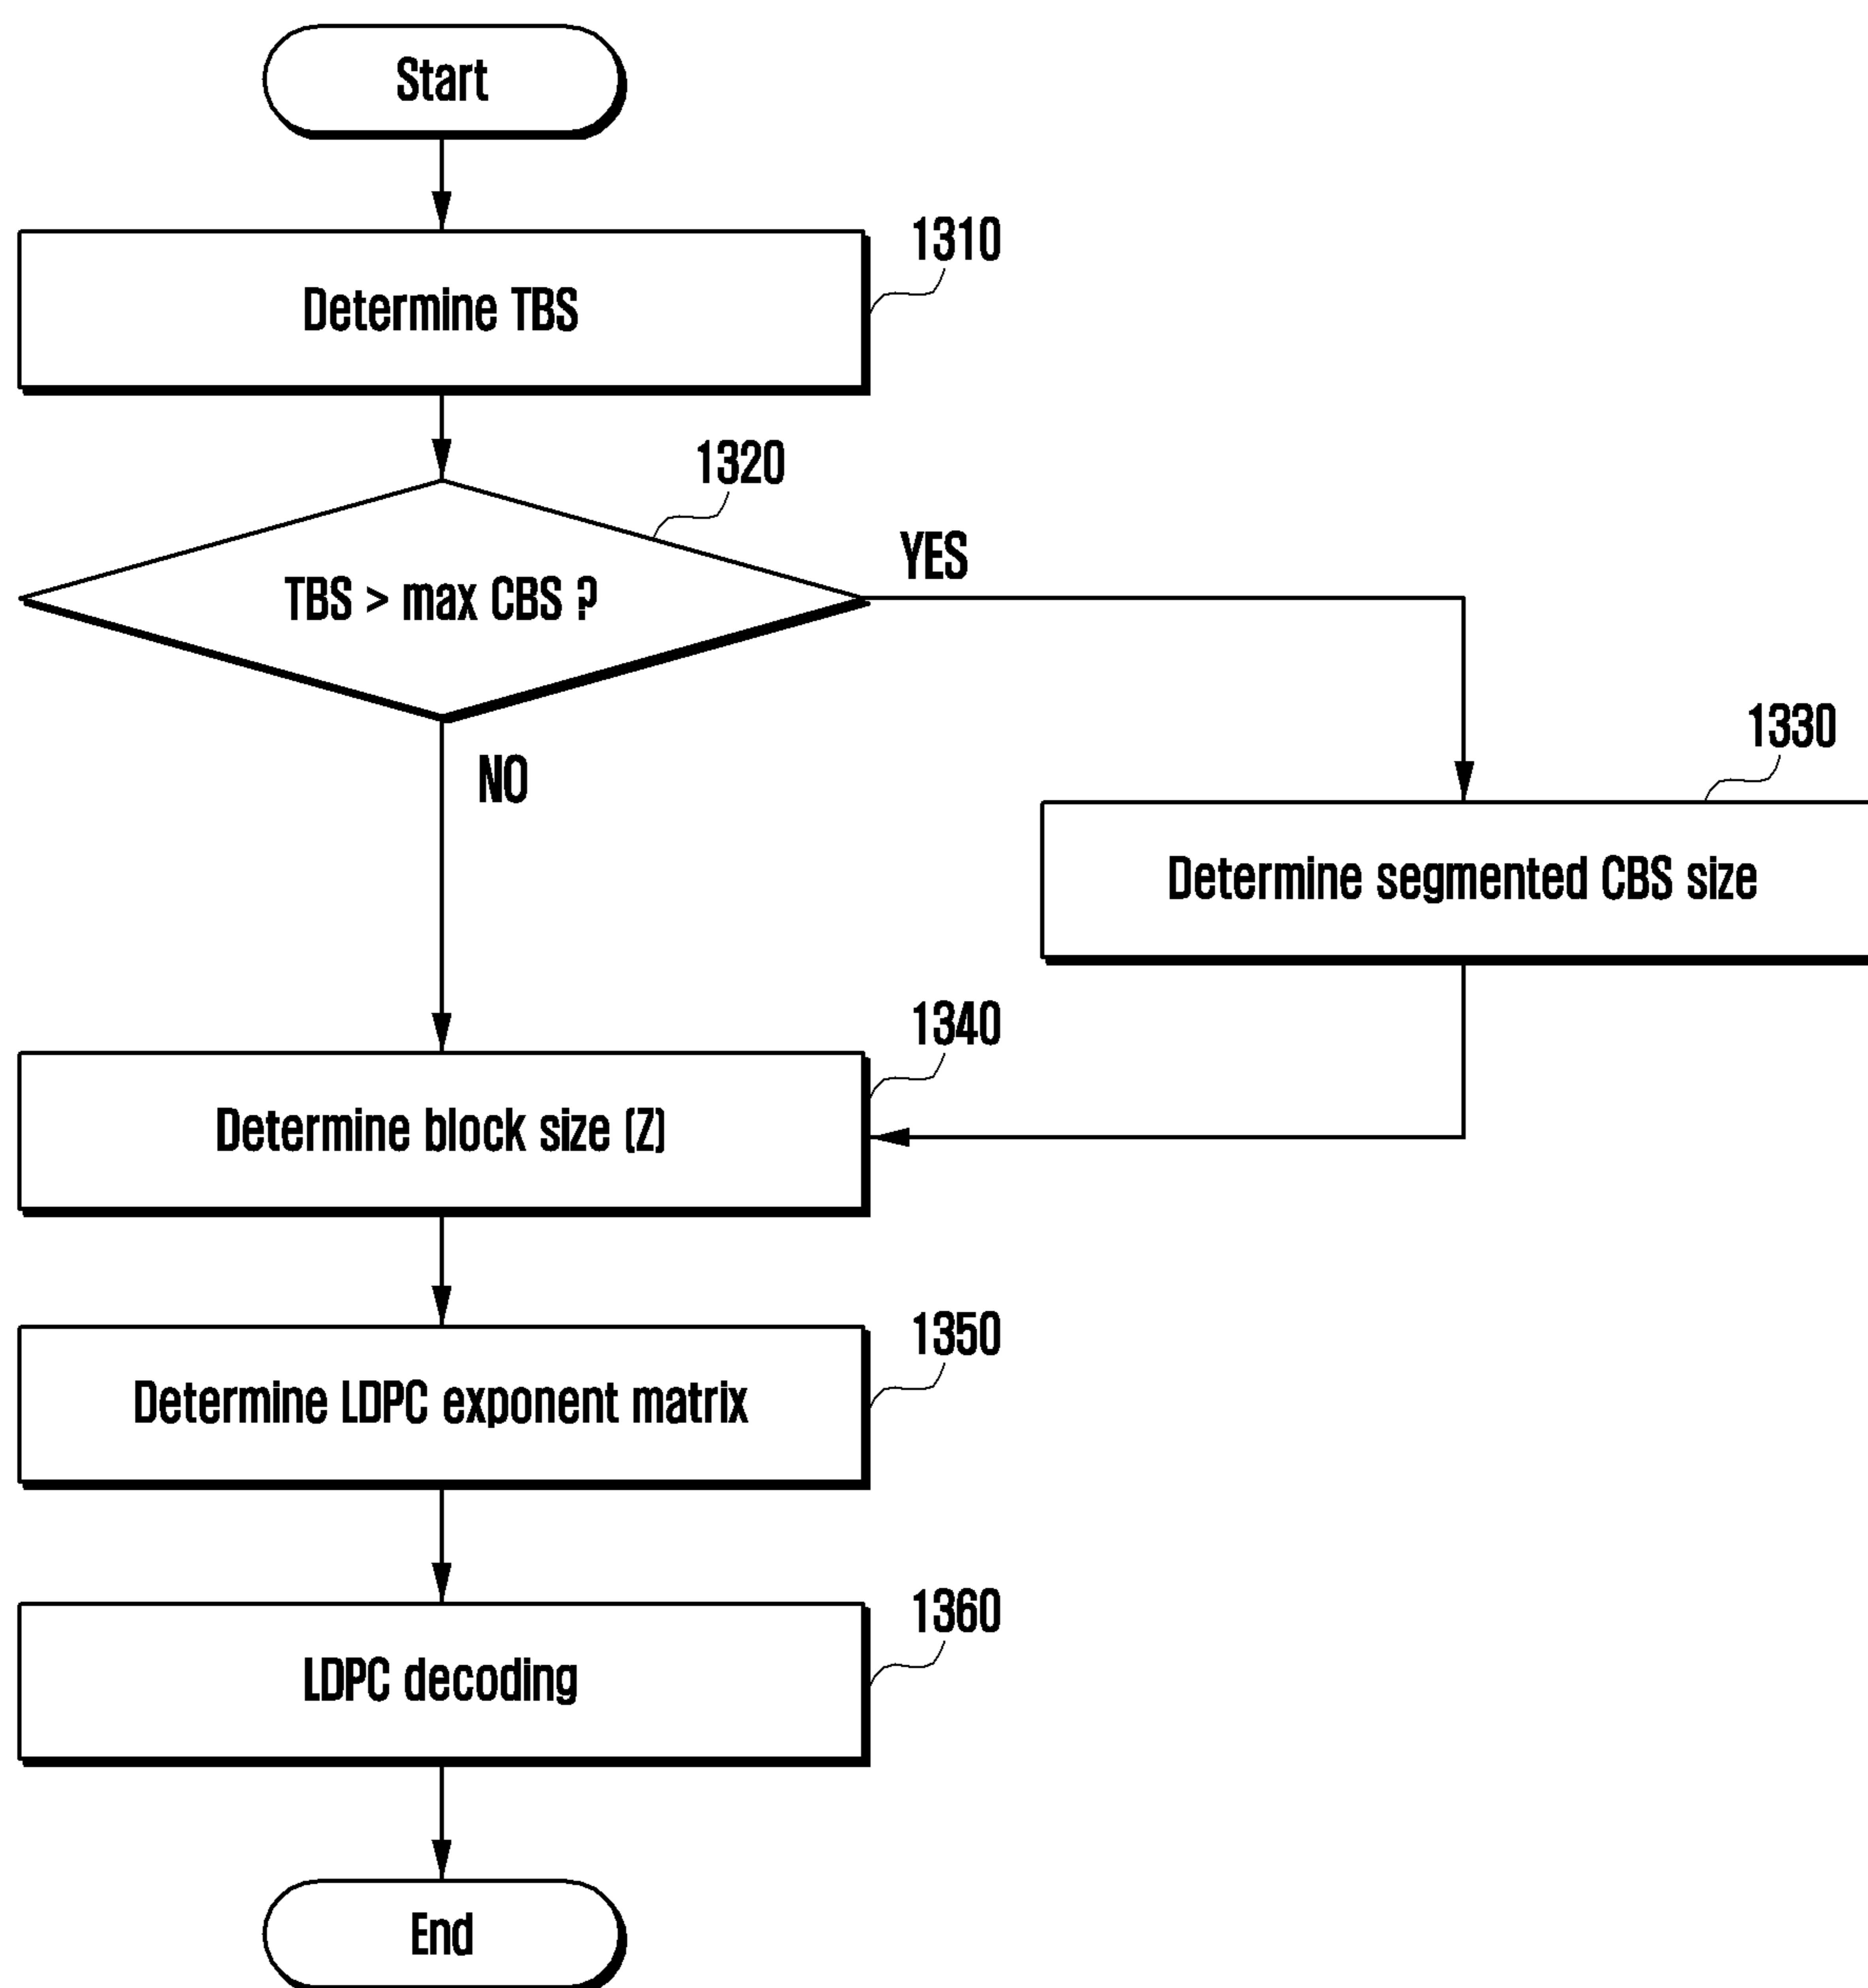 Start
1310
Determine TBS
1320
YES
TBS > max CBS ?
NO
1330
Determine segmented CBS size
1340
Determine block size (Z)
1350
Determine LDPC exponent matrix
1360
LDPC decoding
End